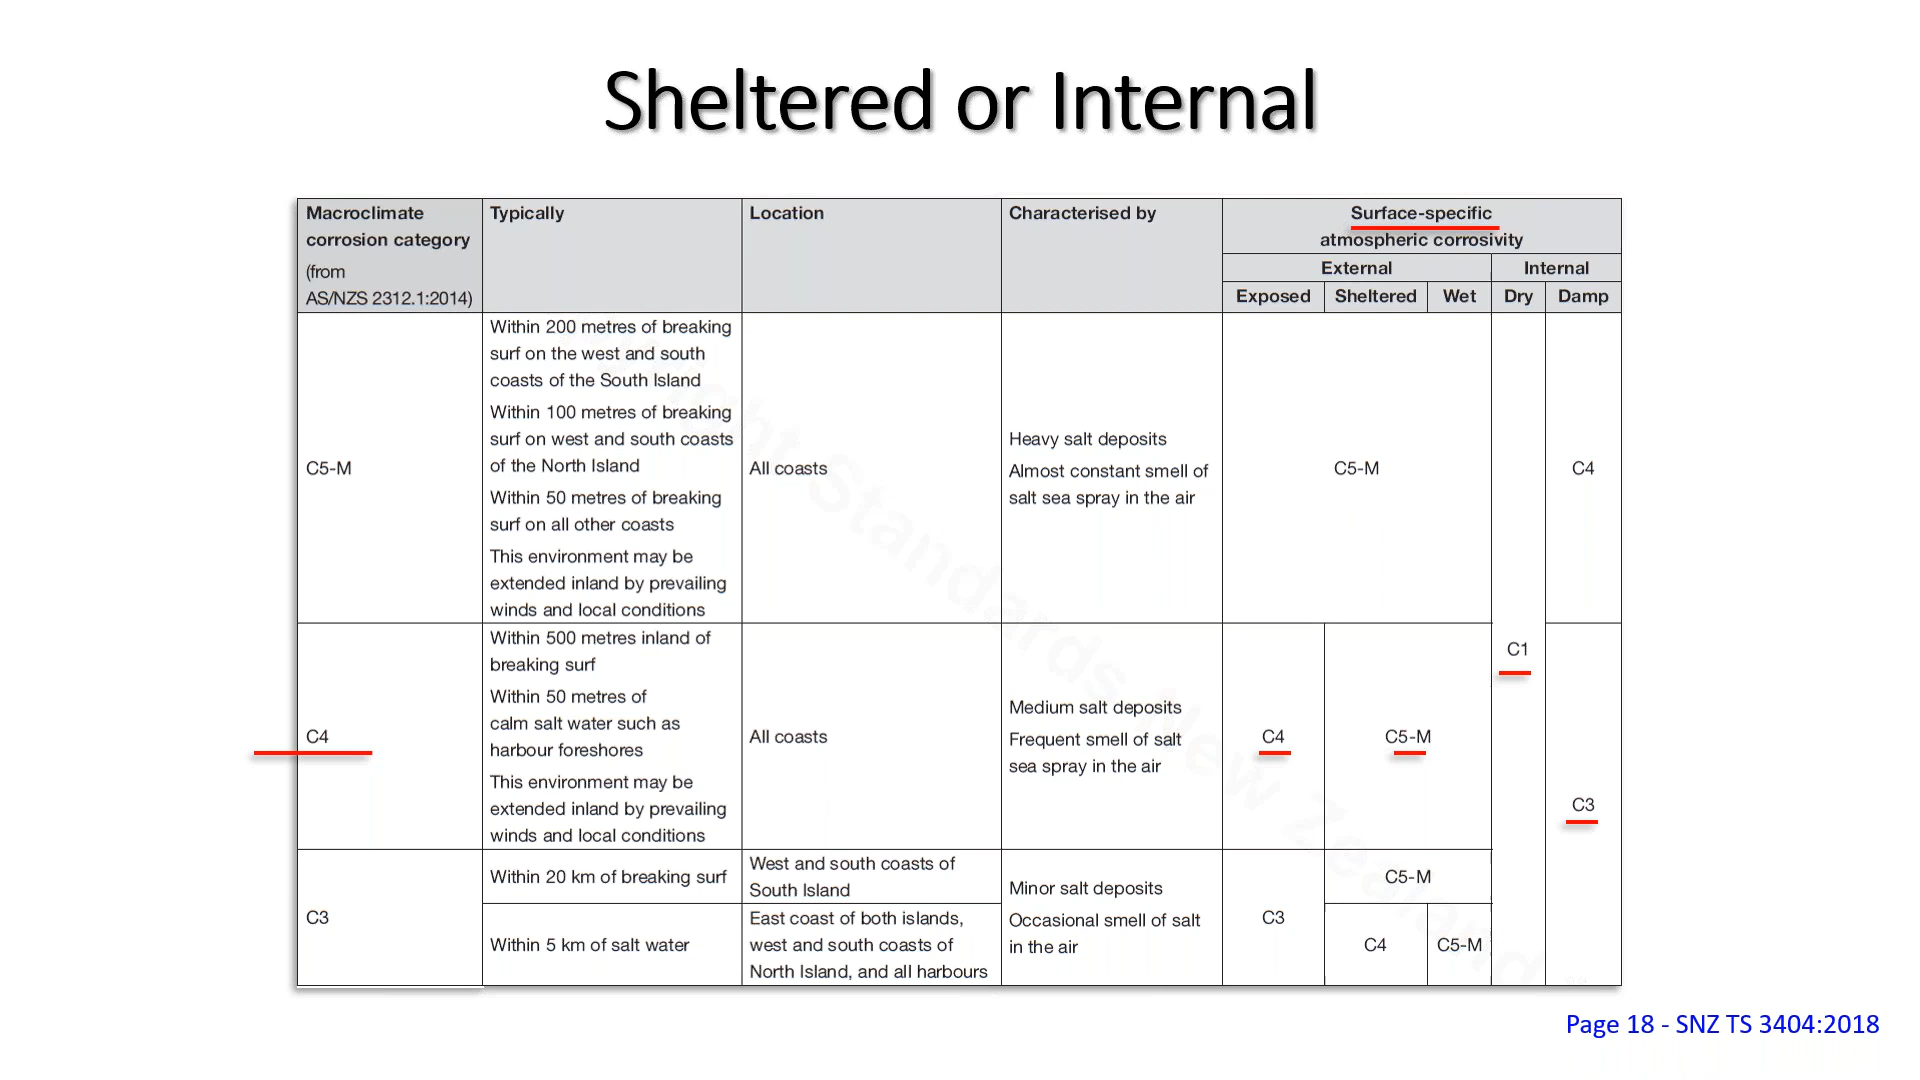 Sheltered or Internal
Macroclimate
corrosion category
(from
AS/NZS 2312.1:2014)
Typically
Location
Characterised by
Surface-specific
atmospheric corrosivity
External
Internal
Exposed
Sheltered
Wet
Dry
Damp
C5-M
Within 200 metres of breaking
surf on the west and south
coasts of the South Island
Within 100 metres of breaking
surf on west and south coasts
of the North Island
Within 50 metres of breaking
surf on all other coasts
This environment may be
extended inland by prevailing
winds and local conditions
All coasts
Heavy salt deposits
Almost constant smell of
salt sea spray in the air
C5-M
C1
C4
C4
Within 500 metres inland of
breaking surf
Within 50 metres of
calm salt water such as
harbour foreshores
This environment may be
extended inland by prevailing
winds and local conditions
All coasts
Medium salt deposits
Frequent smell of salt
sea spray in the air
C4
C5-M
C3
C3
Within 20 km of breaking surf
West and south coasts of
South Island
Minor salt deposits
Occasional smell of salt
in the air
C3
C5-M
Within 5 km of salt water
East coast of both islands,
west and south coasts of
North Island, and all harbours
C4
C5-M
Standards New Zealand
Page 18 - SNZ TS 3404:2018